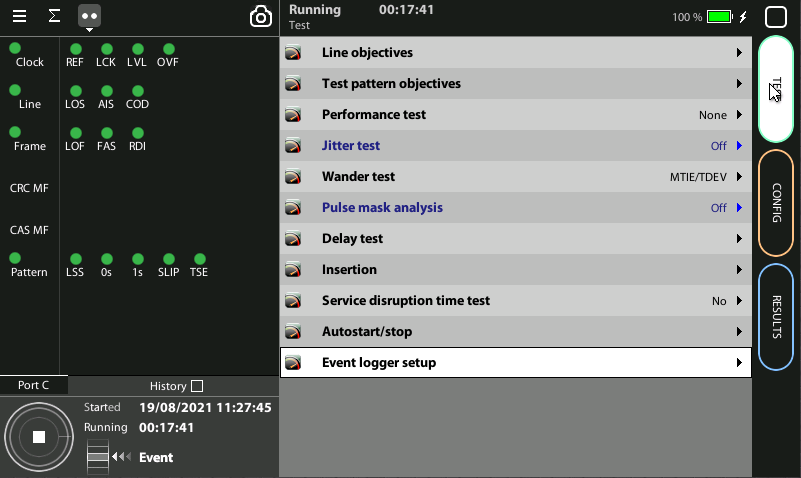 Running 00:17:41
Test
100 %
Clock REF LCK LVL OVF
Line LOS AIS COD
Frame LOF FAS RDI
CRC MF
CAS MF
Pattern LSS 0s 1s SLIP TSE
Port C History
Started 19/08/2021 11:27:45
Running 00:17:41
Event
Line objectives
Test pattern objectives
Performance test None
Jitter test Off
Wander test MTIE/TDEV
Pulse mask analysis Off
Delay test
Insertion
Service disruption time test No
Autostart/stop
Event logger setup
TEST
CONFIG
RESULTS